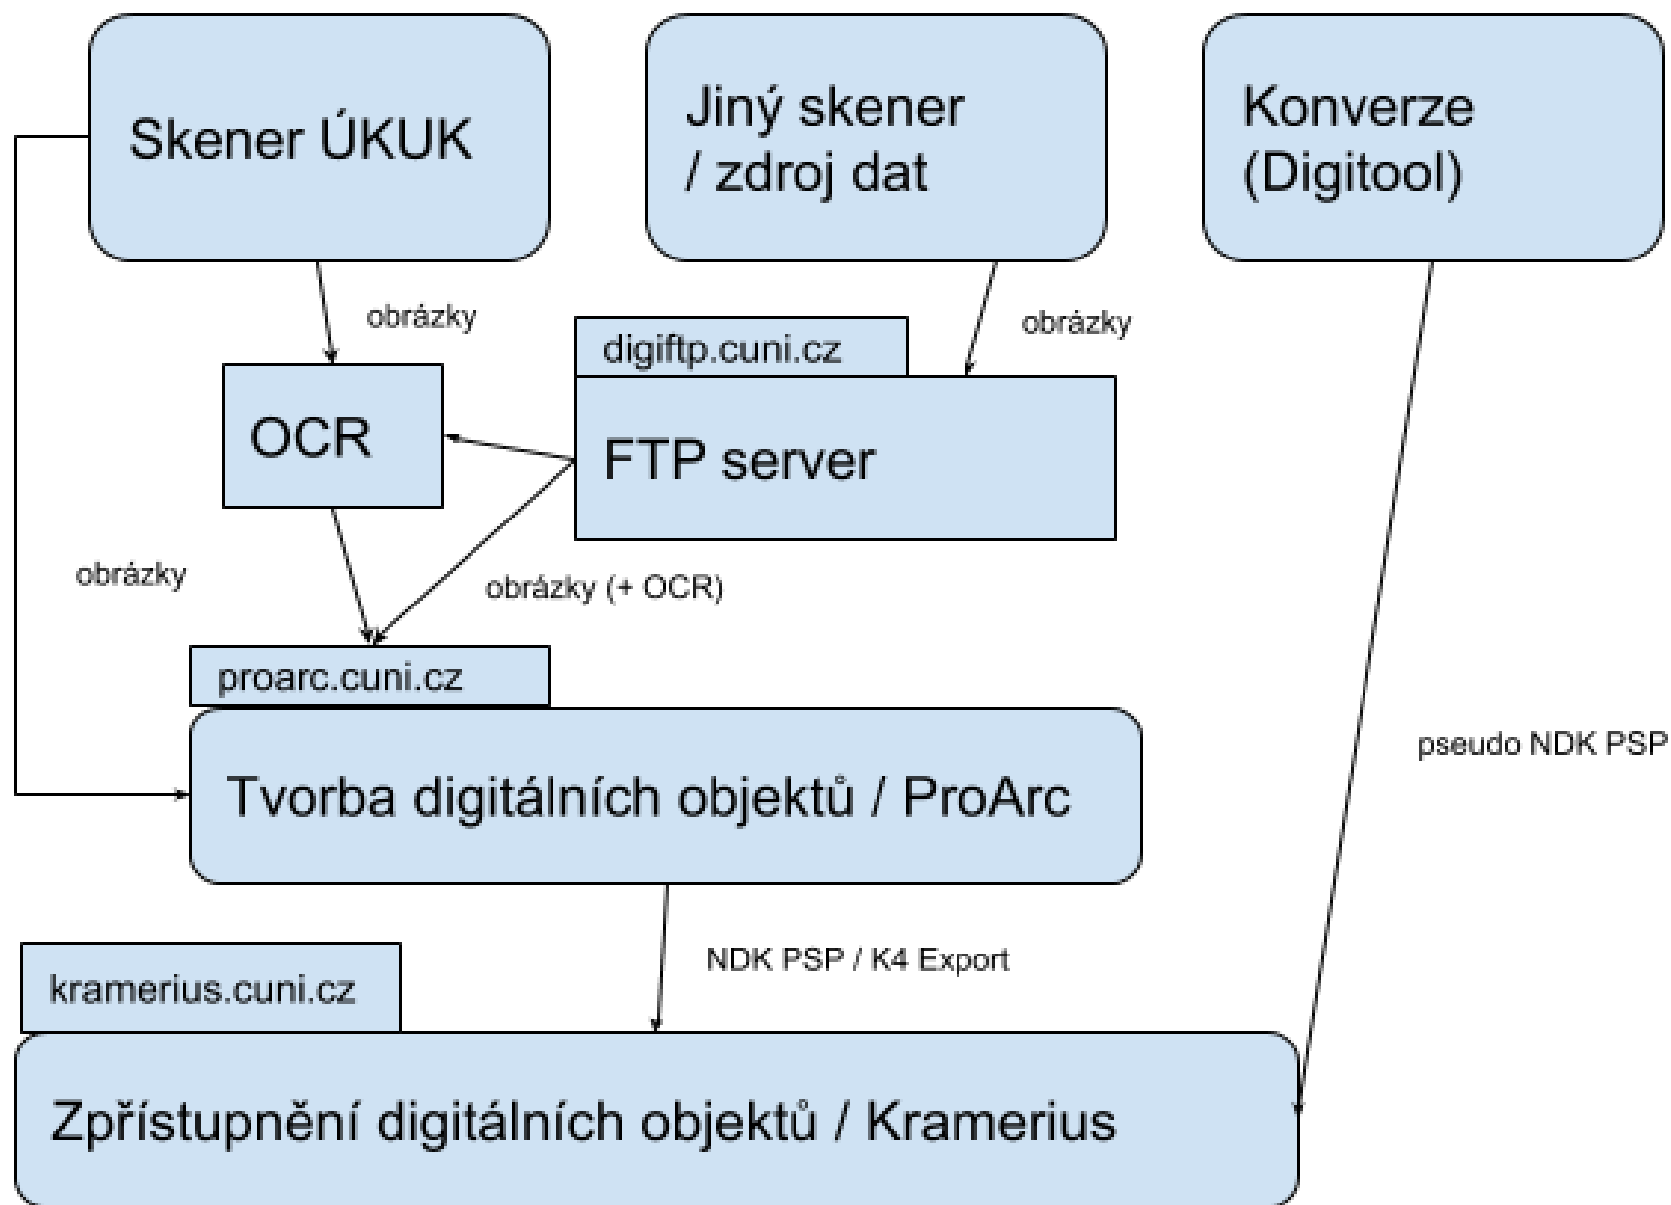 Skener ÚKUK
Jiný skener
/ zdroj dat
Konverze
(Digitool)
obrázky
obrázky
digiftp.cuni.cz
OCR
FTP server
obrázky
obrázky (+ OCR)
proarc.cuni.cz
pseudo NDK PSP
Tvorba digitálních objektů / ProArc
NDK PSP / K4 Export
kramerius.cuni.cz
Zpřístupnění digitálních objektů / Kramerius